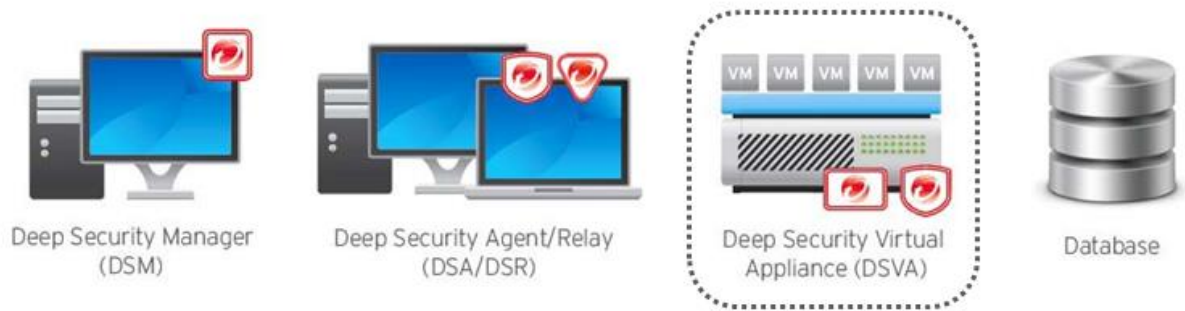 VM VM VM VM VM
Deep Security Manager
(DSM)
Deep Security Agent/Relay
(DSA/DSR)
Deep Security Virtual
Appliance (DSVA)
Database